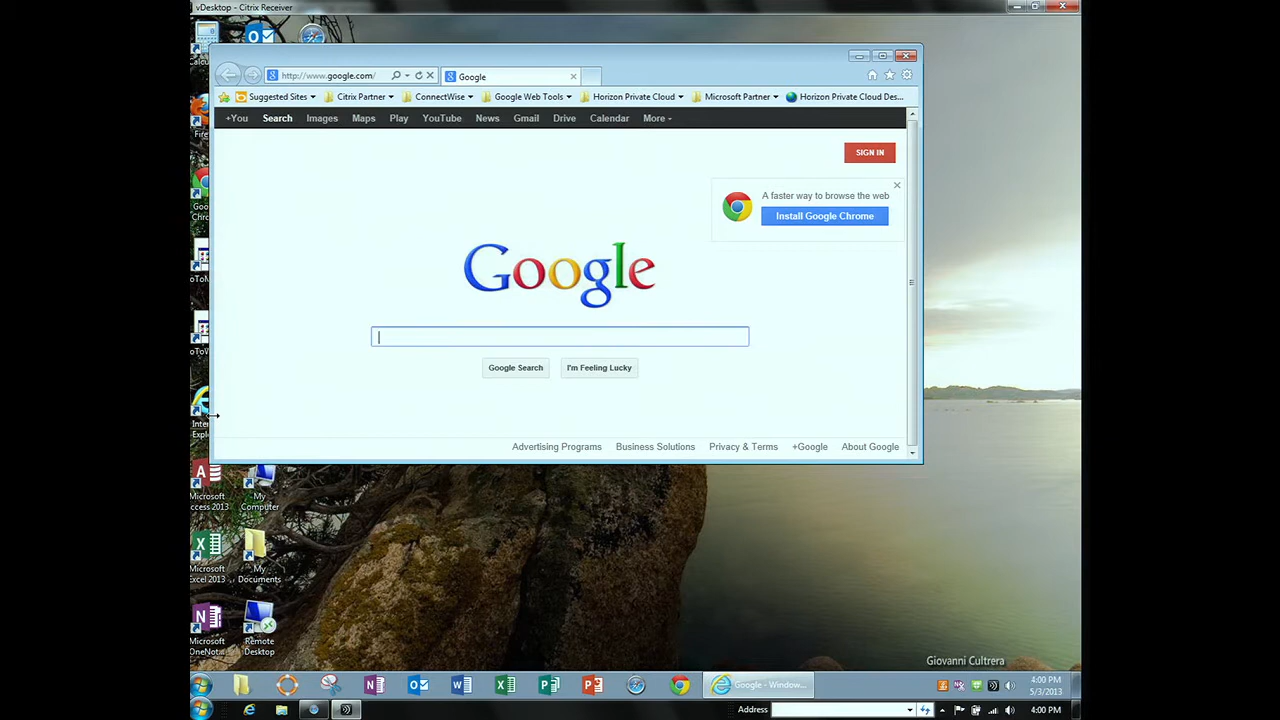 vDesktop - Citrix Receiver
http://www.google.com/
Google
Suggested Sites
Citrix Partner
ConnectWise
Google Web Tools
Horizon Private Cloud
Microsoft Partner
Horizon Private Cloud Des...
+You
Search
Images
Maps
Play
YouTube
News
Gmail
Drive
Calendar
More
SIGN IN
A faster way to browse the web
Install Google Chrome
Google
Google Search
I'm Feeling Lucky
Advertising Programs
Business Solutions
Privacy & Terms
+Google
About Google
Microsoft
ccess 2013
My
Computer
Microsoft
Excel 2013
My
Documents
Microsoft
OneNot...
Remote
Desktop
Giovanni Cultrera
Google - Window...
4:00 PM
5/3/2013
Address
4:00 PM